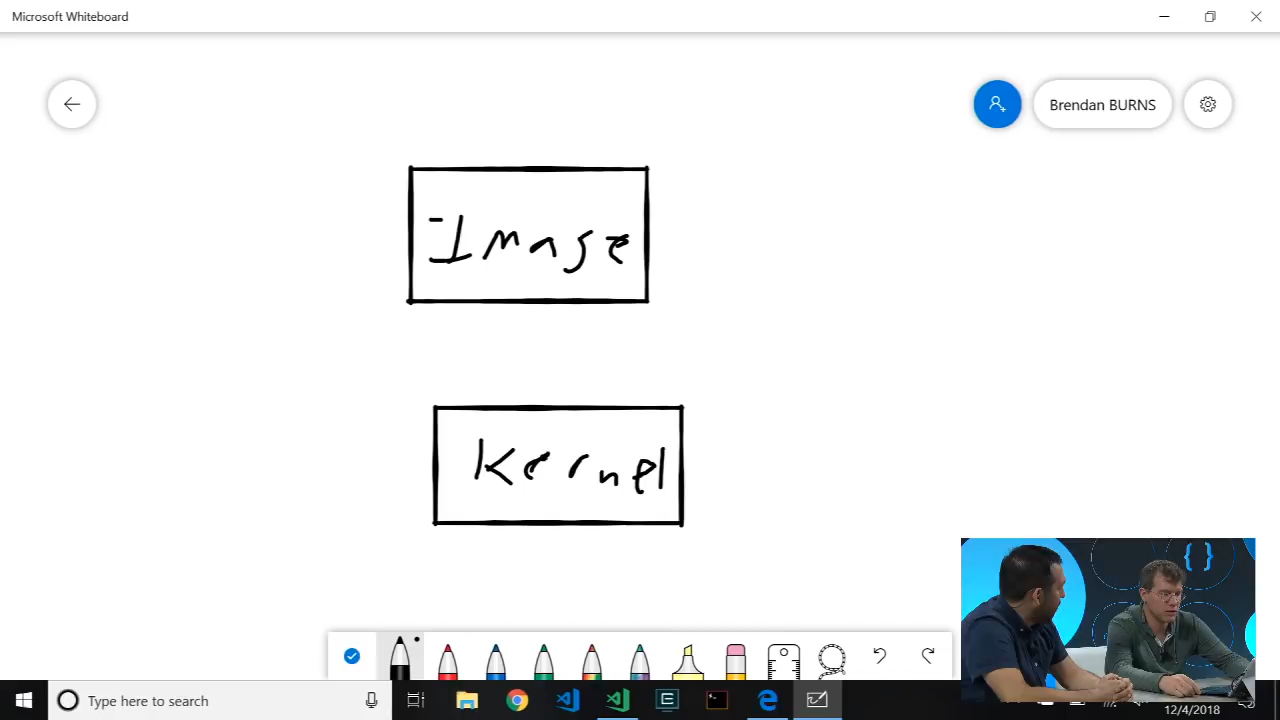 Microsoft Whiteboard
Brendan BURNS
Image
Kernel
{ }
Type here to search
12/4/2018